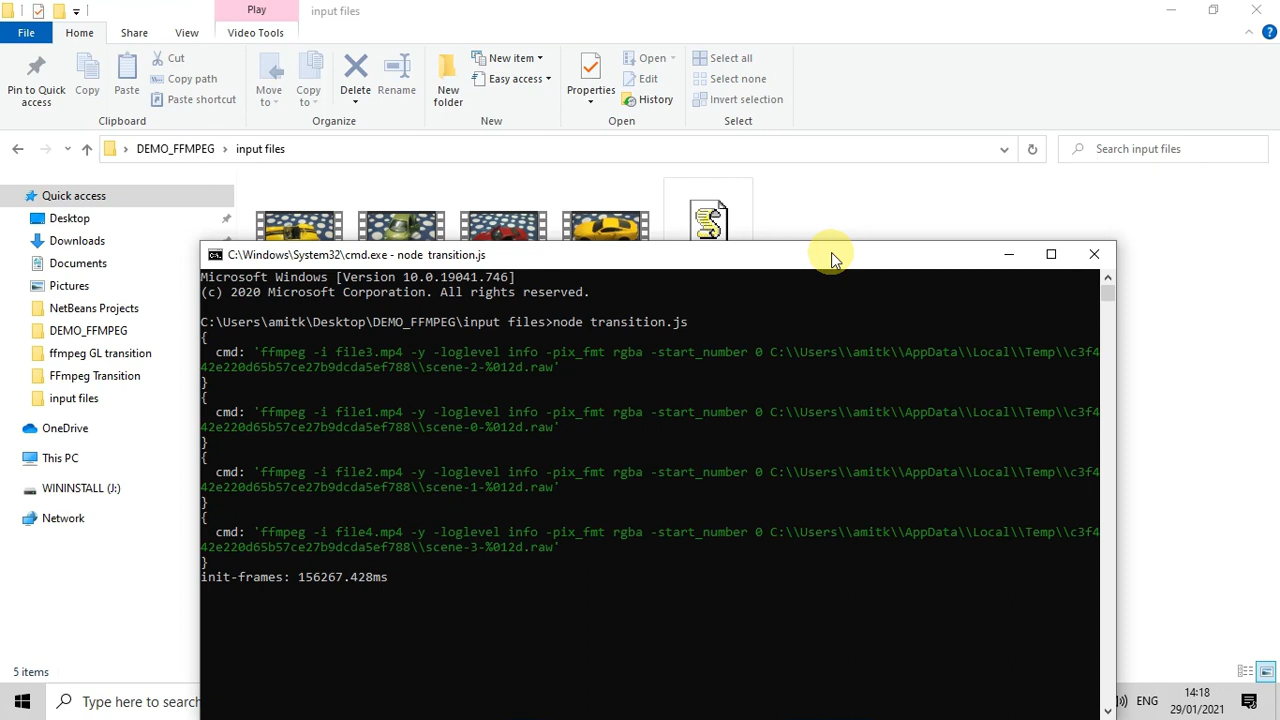 Play
input files
File
Home
Share
View
Video Tools
Pin to Quick access
Copy
Paste
Cut
Copy path
Paste shortcut
Clipboard
Move to
Copy to
Delete
Rename
Organize
New folder
New item
Easy access
New
Properties
Open
Edit
History
Open
Select all
Select none
Invert selection
Select
DEMO_FFMPEG
input files
Search input files
Quick access
Desktop
Downloads
Documents
Pictures
NetBeans Projects
DEMO_FFMPEG
ffmpeg GL transition
FFmpeg Transition
input files
OneDrive
This PC
WININSTALL (J:)
Network
5 items
C:\Windows\System32\cmd.exe - node transition.js
Microsoft Windows [Version 10.0.19041.746]
(c) 2020 Microsoft Corporation. All rights reserved.
C:\Users\amitk\Desktop\DEMO_FFMPEG\input files>node transition.js
{
cmd: 'ffmpeg -i file3.mp4 -y -loglevel info -pix_fmt rgba -start_number 0 C:\\Users\\amitk\\AppData\\Local\\Temp\\c3f4
42e220d65b57ce27b9dcda5ef788\\scene-2-%012d.raw'
}
{
cmd: 'ffmpeg -i file1.mp4 -y -loglevel info -pix_fmt rgba -start_number 0 C:\\Users\\amitk\\AppData\\Local\\Temp\\c3f4
42e220d65b57ce27b9dcda5ef788\\scene-0-%012d.raw'
}
{
cmd: 'ffmpeg -i file2.mp4 -y -loglevel info -pix_fmt rgba -start_number 0 C:\\Users\\amitk\\AppData\\Local\\Temp\\c3f4
42e220d65b57ce27b9dcda5ef788\\scene-1-%012d.raw'
}
{
cmd: 'ffmpeg -i file4.mp4 -y -loglevel info -pix_fmt rgba -start_number 0 C:\\Users\\amitk\\AppData\\Local\\Temp\\c3f4
42e220d65b57ce27b9dcda5ef788\\scene-3-%012d.raw'
}
init-frames: 156267.428ms
Type here to search
ENG
14:18
29/01/2021